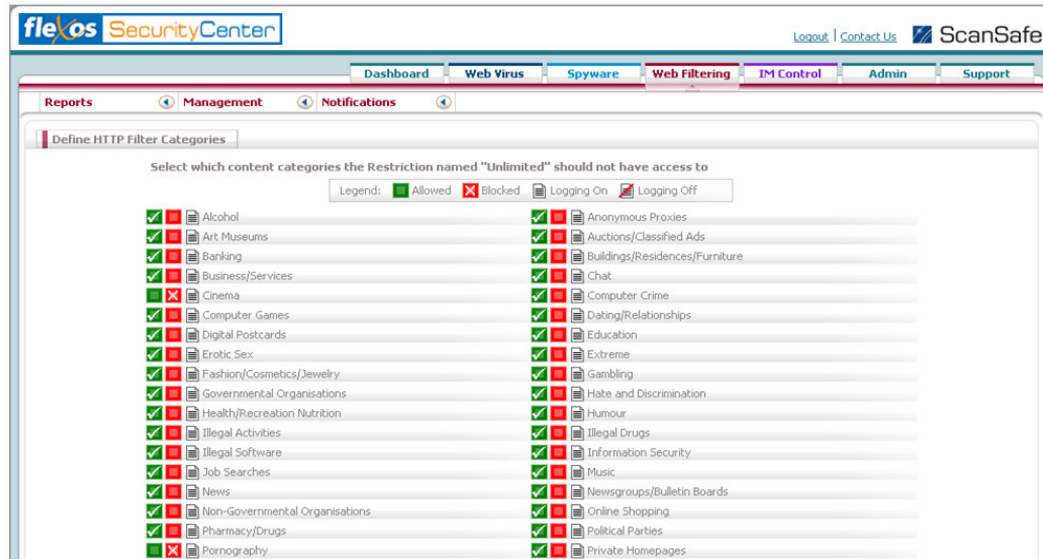 flexos SecurityCenter
Logout | Contact Us ScanSafe
Dashboard Web Virus Spyware Web Filtering IM Control Admin Support
Reports Management Notifications
Define HTTP Filter Categories
Select which content categories the Restriction named "Unlimited" should not have access to
Legend: Allowed Blocked Logging On Logging Off
Alcohol Anonymous Proxies
Art Museums Auctions/Classified Ads
Banking Buildings/Residences/Furniture
Business/Services Chat
Cinema Computer Crime
Computer Games Dating/Relationships
Digital Postcards Education
Erotic Sex Extreme
Fashion/Cosmetics/Jewelry Gambling
Governmental Organisations Hate and Discrimination
Health/Recreation Nutrition Humour
Illegal Activities Illegal Drugs
Illegal Software Information Security
Job Searches Music
News Newsgroups/Bulletin Boards
Non-Governmental Organisations Online Shopping
Pharmacy/Drugs Political Parties
Pornography Private Homepages